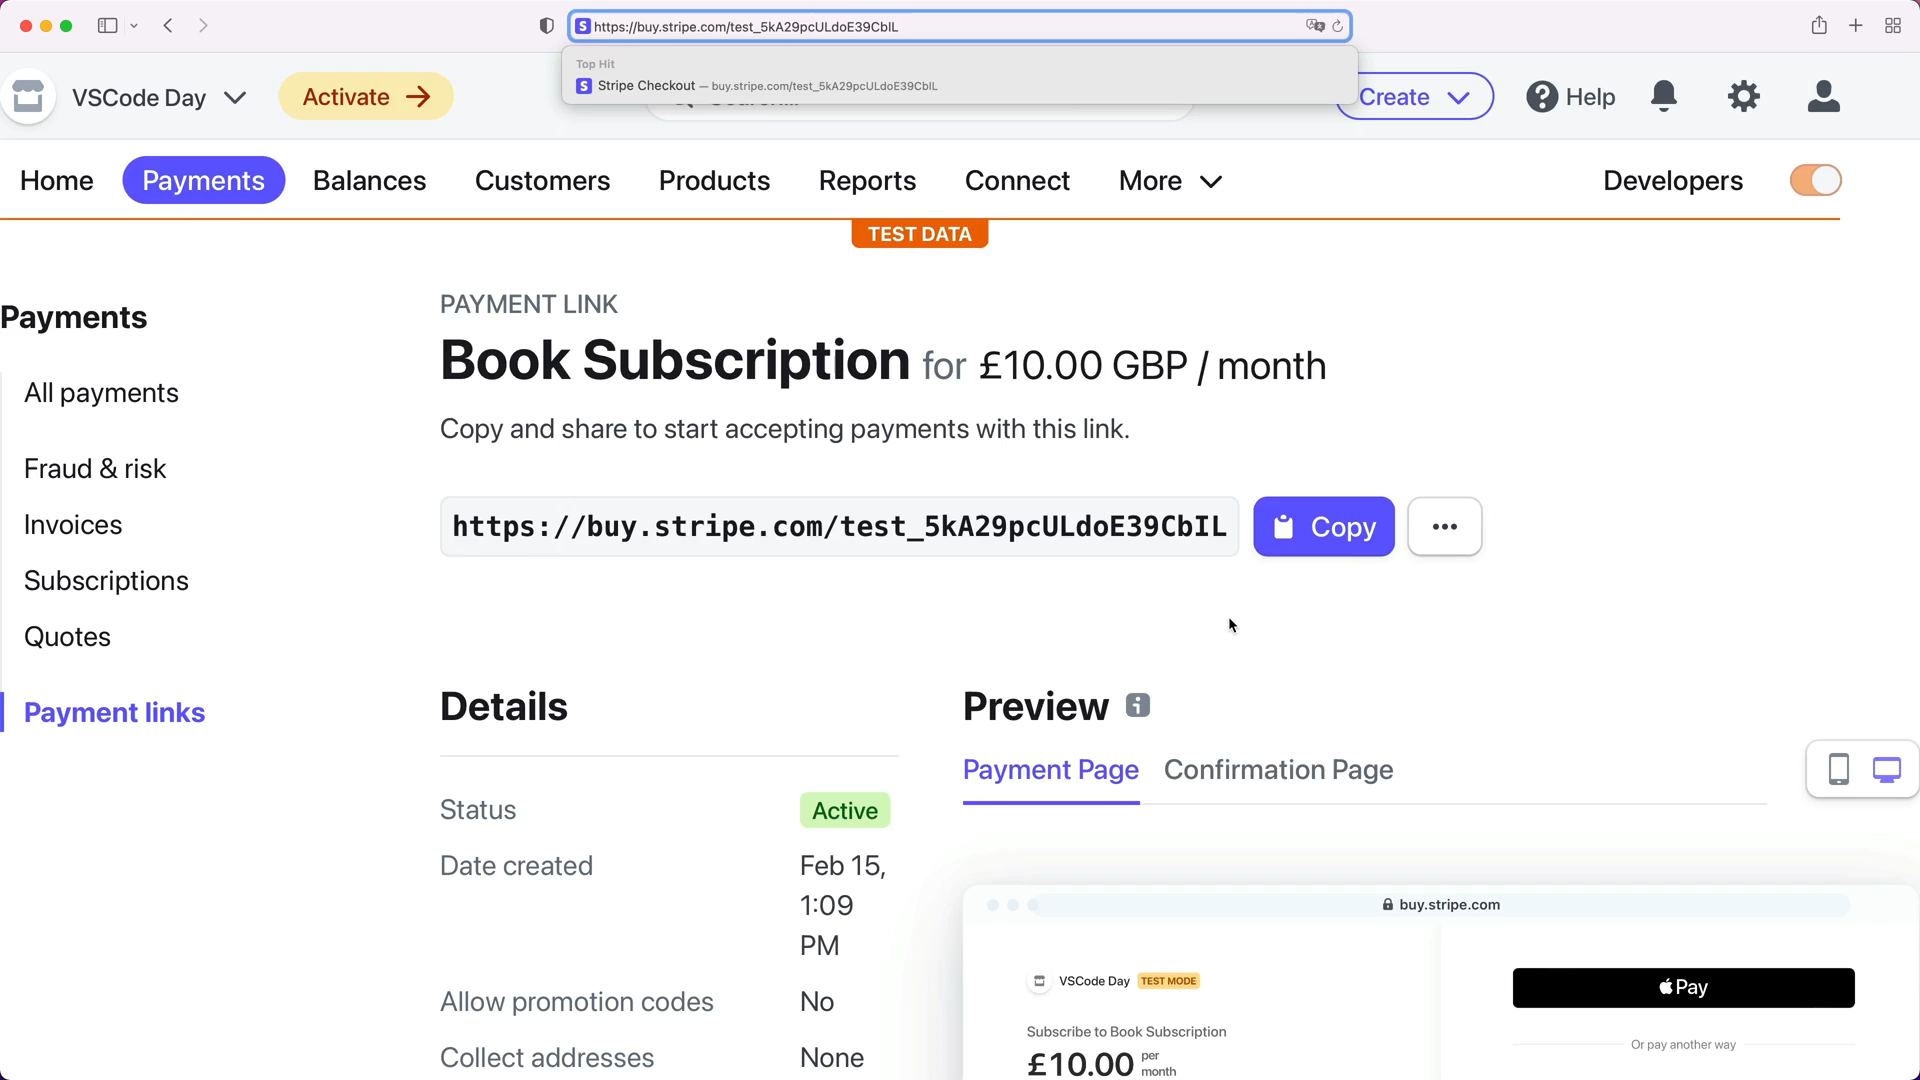 https://buy.stripe.com/test_5kA29pcULdoE39CbIL
Top Hit
Stripe Checkout — buy.stripe.com/test_5kA29pcULdoE39CbIL
VSCode Day
Activate
Create
Help
Home
Payments
Balances
Customers
Products
Reports
Connect
More
Developers
TEST DATA
Payments
All payments
Fraud & risk
Invoices
Subscriptions
Quotes
Payment links
PAYMENT LINK
Book Subscription for £10.00 GBP / month
Copy and share to start accepting payments with this link.
https://buy.stripe.com/test_5kA29pcULdoE39CbIL
Copy
Details
Status
Active
Date created
Feb 15,
1:09
PM
Allow promotion codes
No
Collect addresses
None
Preview
Payment Page
Confirmation Page
buy.stripe.com
VSCode Day
TEST MODE
Subscribe to Book Subscription
£10.00
per
month
Pay
Or pay another way